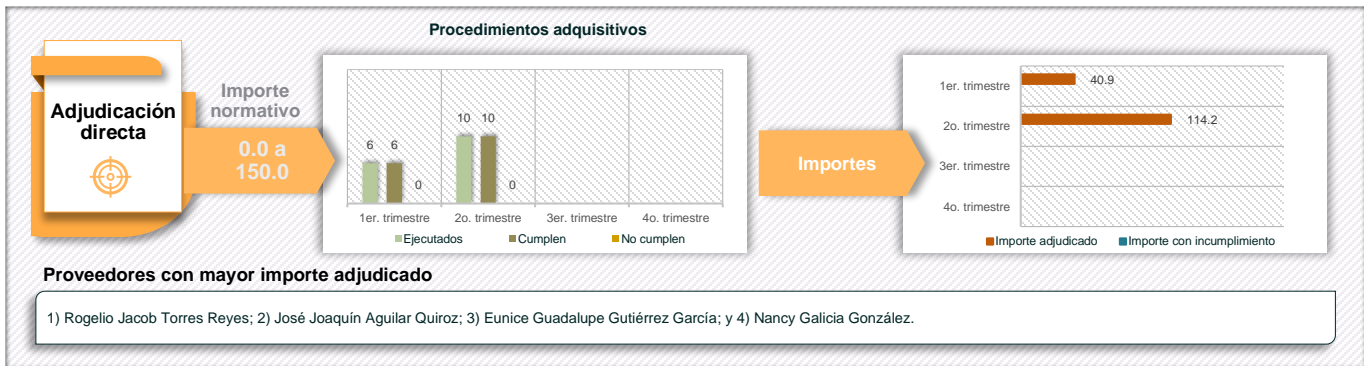 Procedimientos adquisitivos
Adjudicación
directa
Importe
normativo
0.0 a
150.0
6 6 0
10 10 0
1er. trimestre 2o. trimestre 3er. trimestre 4o. trimestre
Ejecutados Cumplen No cumplen
Importes
1er. trimestre 40.9
2o. trimestre 114.2
3er. trimestre
4o. trimestre
Importe adjudicado Importe con incumplimiento
Proveedores con mayor importe adjudicado
1) Rogelio Jacob Torres Reyes; 2) José Joaquín Aguilar Quiroz; 3) Eunice Guadalupe Gutiérrez García; y 4) Nancy Galicia González.